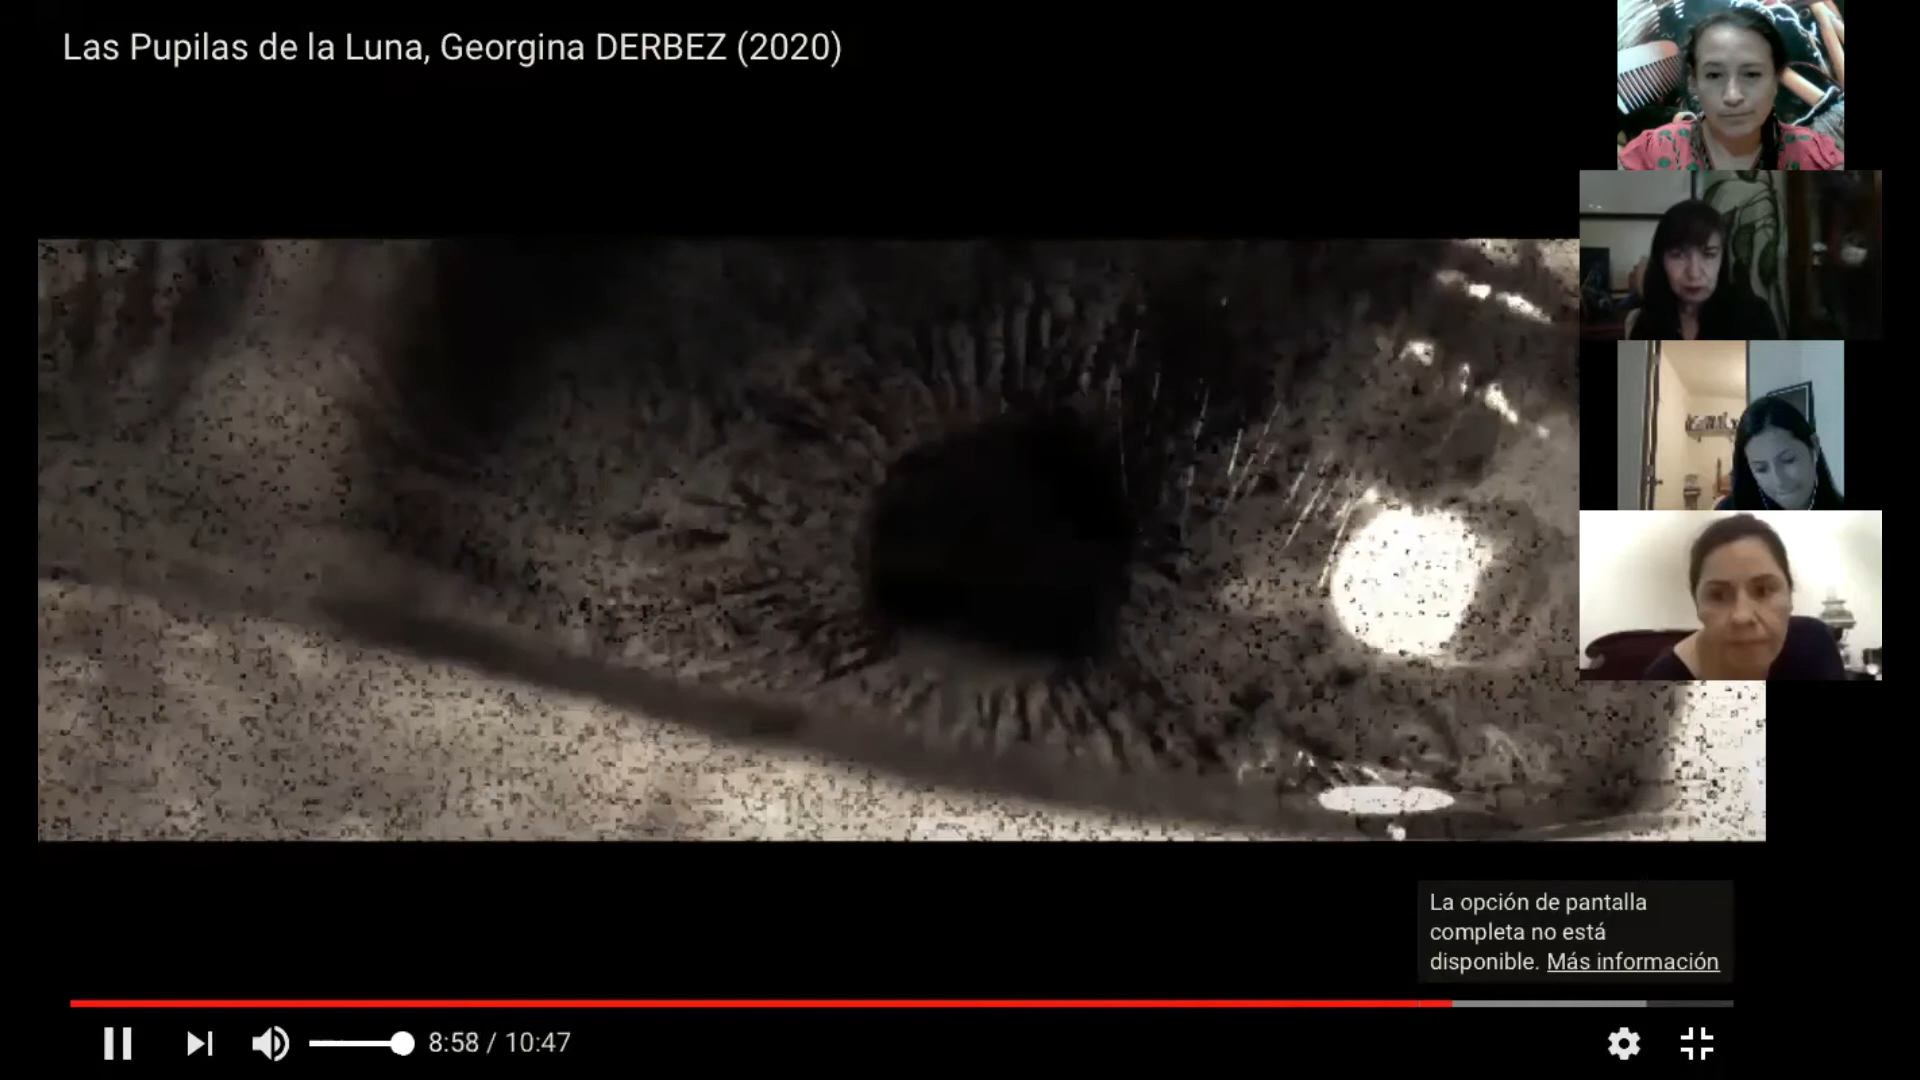 Las Pupilas de la Luna, Georgina DERBEZ (2020)
La opción de pantalla
completa no está
disponible. Más información
8:58 / 10:47